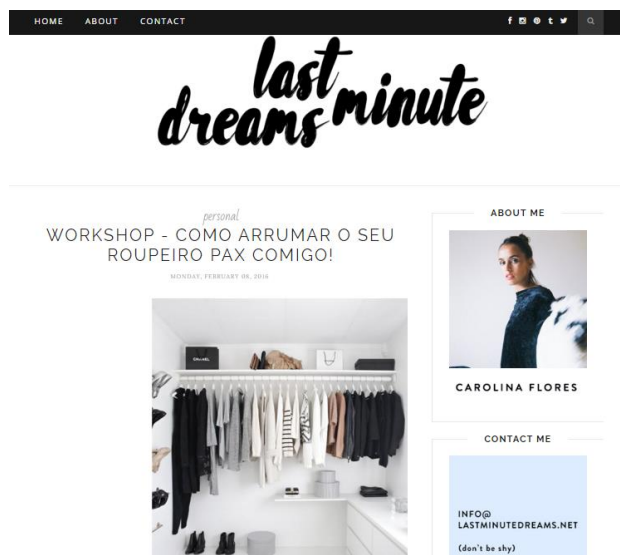 HOME ABOUT CONTACT
last
dreams minute
personal
WORKSHOP - COMO ARRUMAR O SEU
ROUPEIRO PAX COMIGO!
MONDAY, FEBRUARY 08, 2016
CHANEL
ABOUT ME
CAROLINA FLORES
CONTACT ME
INFO@
LASTMINUTEDREAMS.NET
(don't be shy)